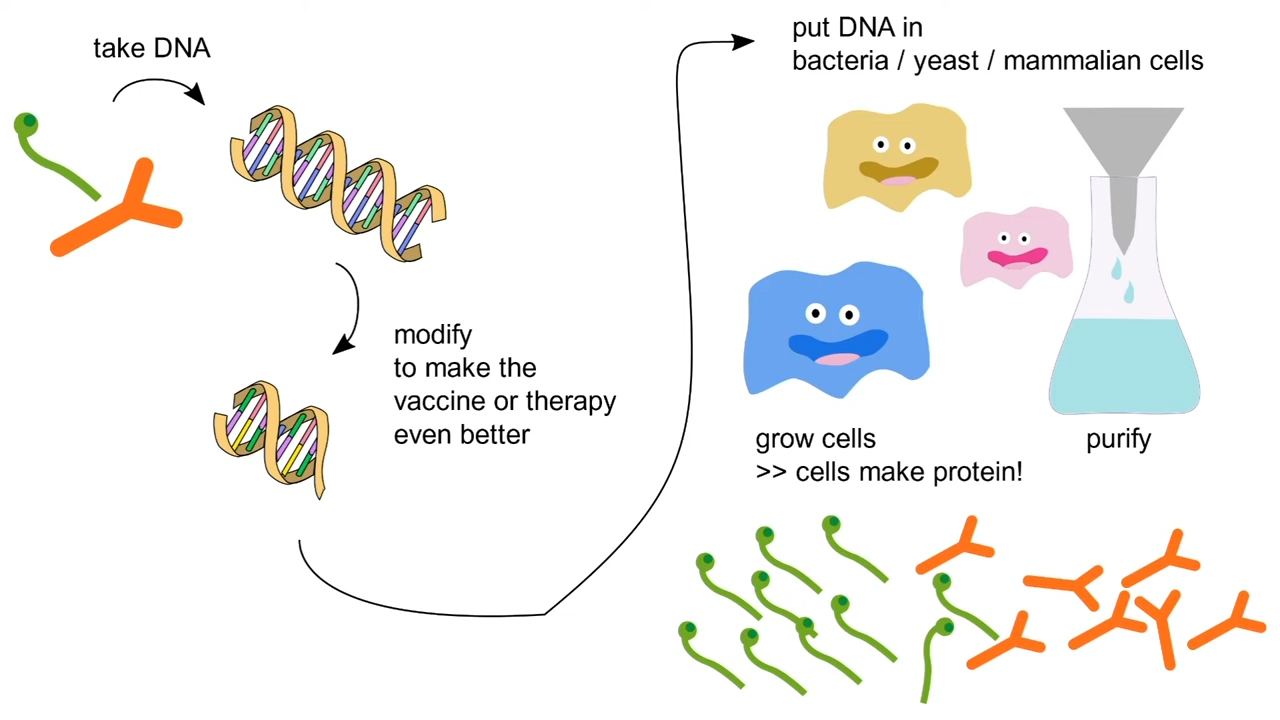 take DNA
modify
to make the
vaccine or therapy
even better
put DNA in
bacteria / yeast / mammalian cells
grow cells
>> cells make protein!
purify